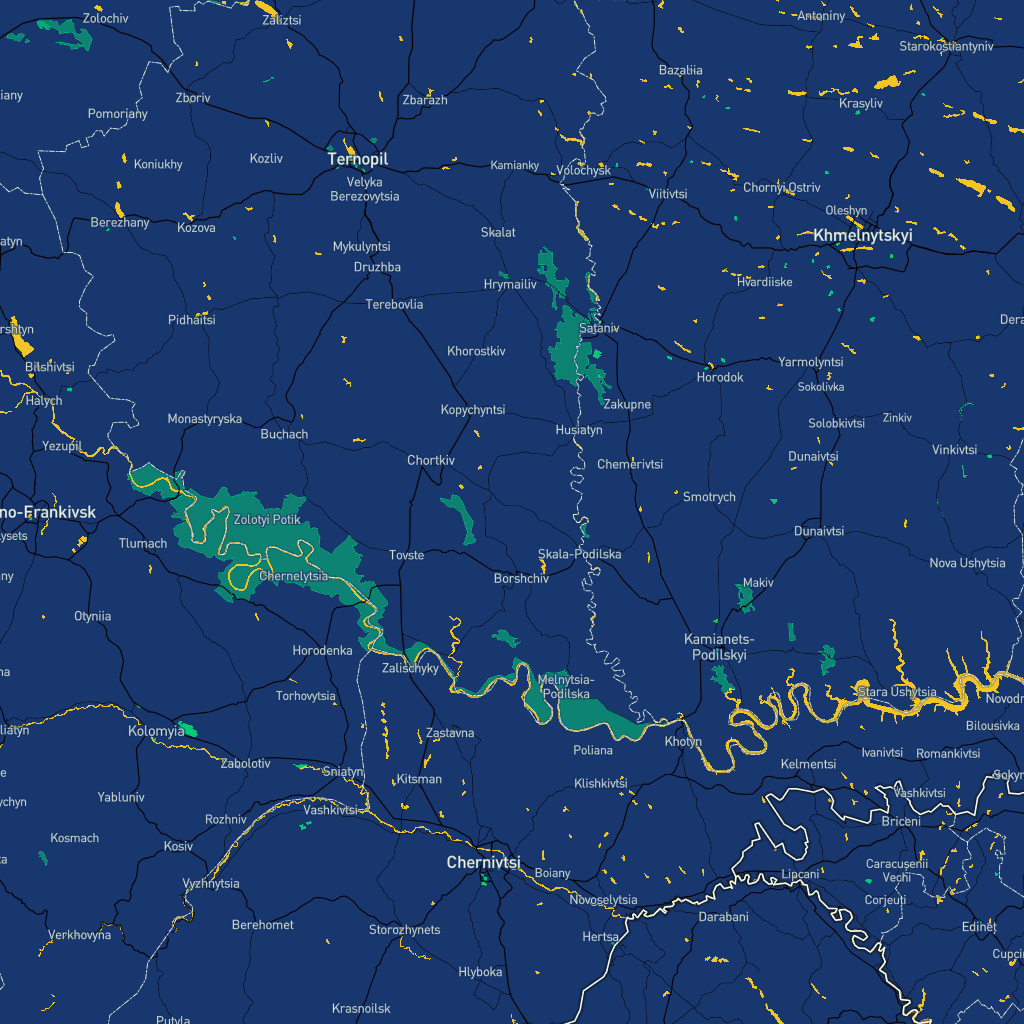 Zolochiv
Zaliztsi
Antoniny
Starokostiantyniv
Bazaliia
Zboriv
Zbarazh
Krasyliv
Pomoriany
Koniukhy
Kozliv
Ternopil
Kamianky
Volochysk
Velyka
Berezovytsia
Viitivtsi
Chornyi Ostriv
Berezhany
Kozova
Oleshyn
Skalat
Khmelnytskyi
Mykulyntsi
Druzhba
Hrymailiv
Hvardiiske
Terebovlia
Pidhaitsi
Sataniv
Khorostkiv
Bilshivtsi
Yarmolyntsi
Horodok
Sokolivka
Halych
Monastyryska
Kopychyntsi
Zakupne
Zinkiv
Buchach
Husiatyn
Solobkivtsi
Yezupil
Vinkivtsi
Chortkiv
Chemerivtsi
Dunaivtsi
Smotrych
no-Frankivsk
Zolotyi Potik
Dunaivtsi
Tlumach
Tovste
Skala-Podilska
Nova Ushytsia
Chernelytsia
Borshchiv
Makiv
Otyniia
Kamianets-
Podilskyi
Horodenka
Zalischyky
Melnytsia-
Podilska
Stara Ushytsia
Torhovytsia
Kolomyia
Zastavna
Khotyn
Bilousivka
Poliana
Ivanivtsi
Romankivtsi
Zabolotiv
Sniatyn
Kitsman
Kelmentsi
Klishkivtsi
Vashkivtsi
Yabluniv
Vashkivtsi
Rozhniv
Briceni
Kosmach
Kosiv
Chernivtsi
Caracușenii
Vechi
Boiany
Lipcani
Vyzhnytsia
Novoselytsia
Corjeuți
Darabani
Berehomet
Storozhynets
Edineț
Verkhovyna
Hertsa
Hlyboka
Krasnoilsk
Putyla